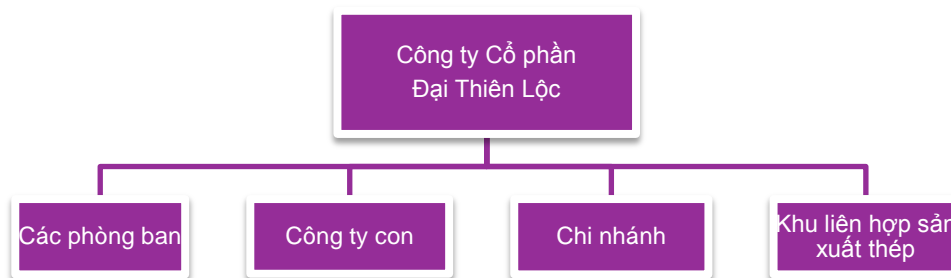 Công ty Cổ phần
Đại Thiên Lộc
Các phòng ban
Công ty con
Chi nhánh
Khu liên hợp sản
xuất thép